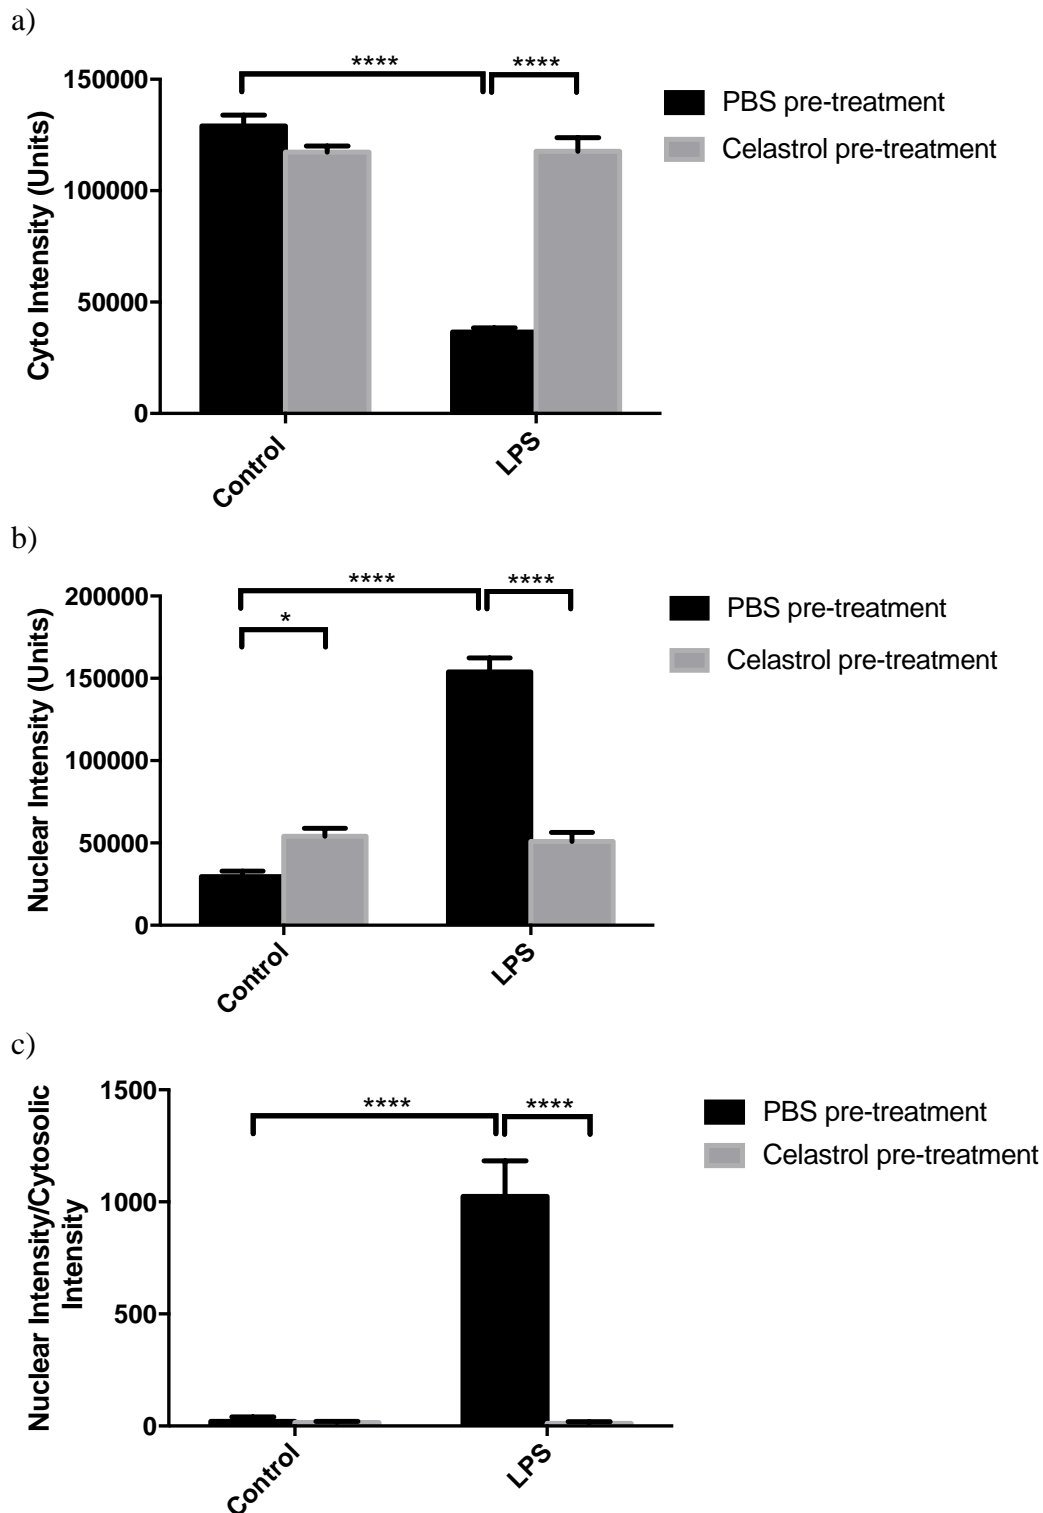 a)
****
****
150000
100000
50000
0
Cyto Intensity (Units)
Control
LPS
PBS pre-treatment
Celastrol pre-treatment
b)
****
****
*
200000
150000
100000
50000
0
Nuclear Intensity (Units)
Control
LPS
PBS pre-treatment
Celastrol pre-treatment
c)
****
****
1500
1000
500
0
Nuclear Intensity/Cytosolic
Intensity
Control
LPS
PBS pre-treatment
Celastrol pre-treatment